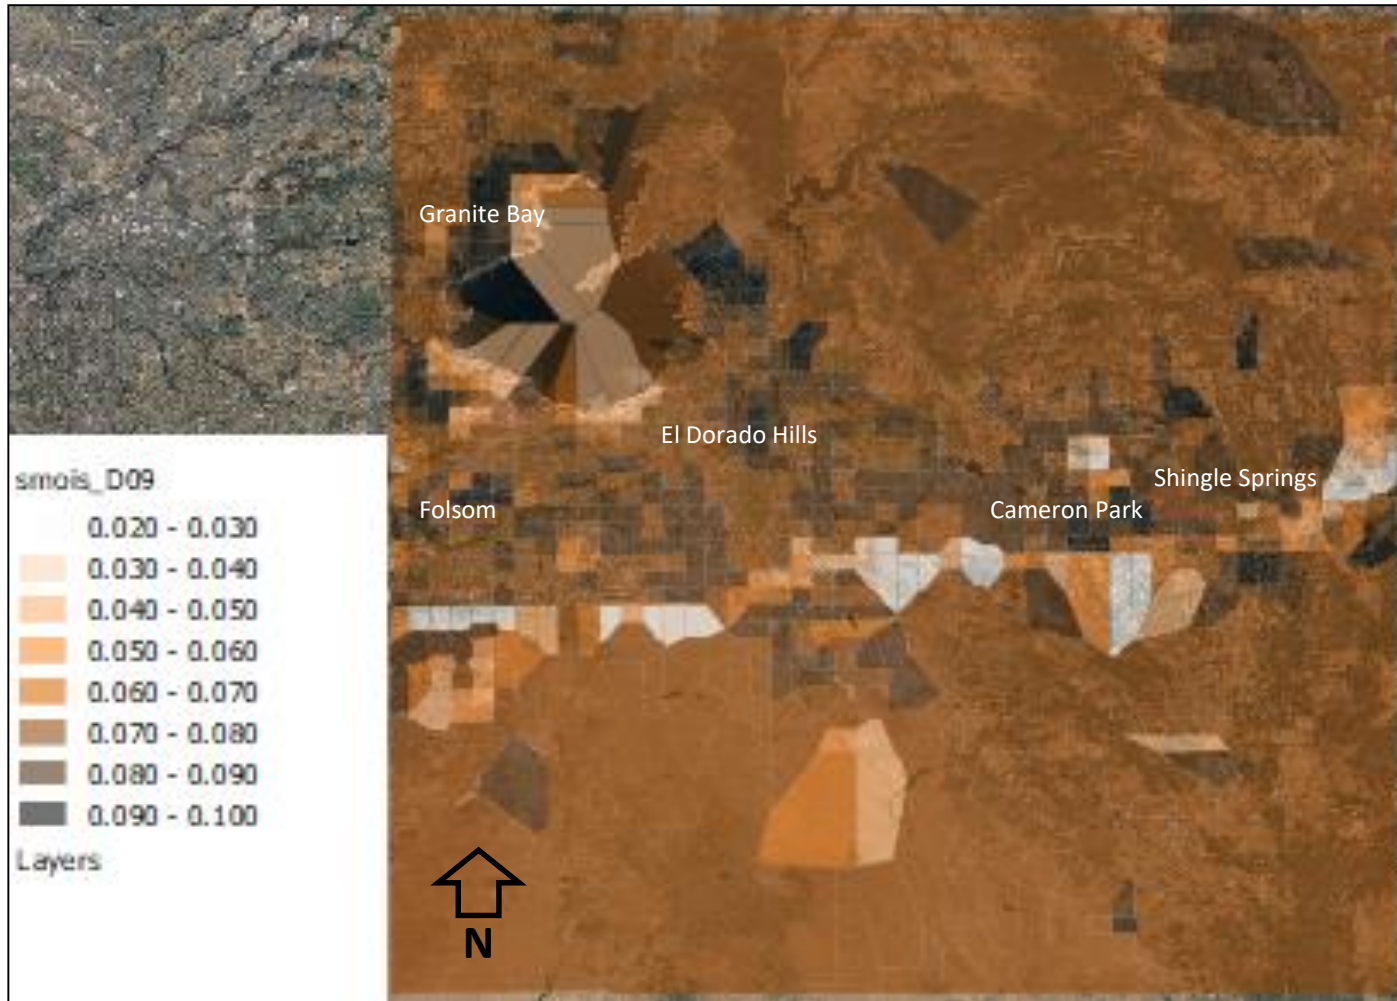 Granite Bay
El Dorado Hills
Folsom
Shingle Springs
Cameron Park
smois_D09
0.020 - 0.030
0.030 - 0.040
0.040 - 0.050
0.050 - 0.060
0.060 - 0.070
0.070 - 0.080
0.080 - 0.090
0.090 - 0.100
Layers
N